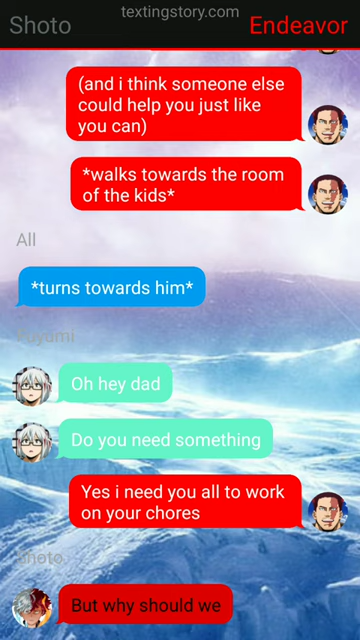 textingstory.com
Shoto
Endeavor
(and i think someone else
could help you just like
you can)
*walks towards the room
of the kids*
All
*turns towards him*
Fuyumi
Oh hey dad
Do you need something
Yes i need you all to work
on your chores
Shoto
But why should we